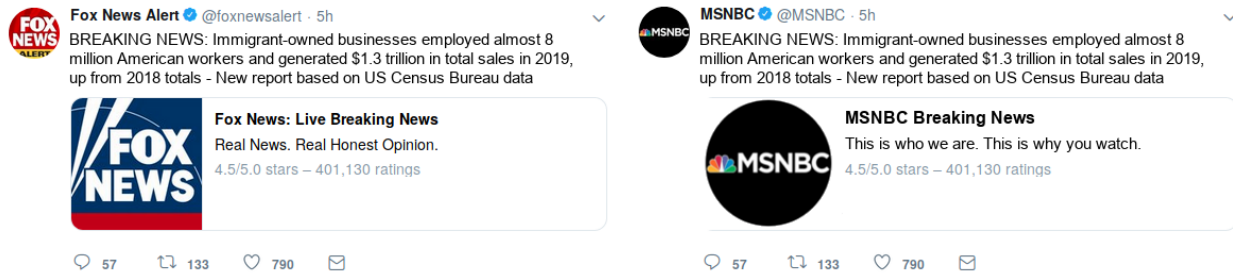 Fox News Alert @foxnewsalert · 5h
BREAKING NEWS: Immigrant-owned businesses employed almost 8
million American workers and generated $1.3 trillion in total sales in 2019,
up from 2018 totals - New report based on US Census Bureau data
FOX
NEWS
ALERT
FOX
NEWS
Fox News: Live Breaking News
Real News. Real Honest Opinion.
4.5/5.0 stars – 401,130 ratings
57 133 790
MSNBC @MSNBC · 5h
BREAKING NEWS: Immigrant-owned businesses employed almost 8
million American workers and generated $1.3 trillion in total sales in 2019,
up from 2018 totals - New report based on US Census Bureau data
MSNBC
MSNBC
MSNBC Breaking News
This is who we are. This is why you watch.
4.5/5.0 stars – 401,130 ratings
57 133 790